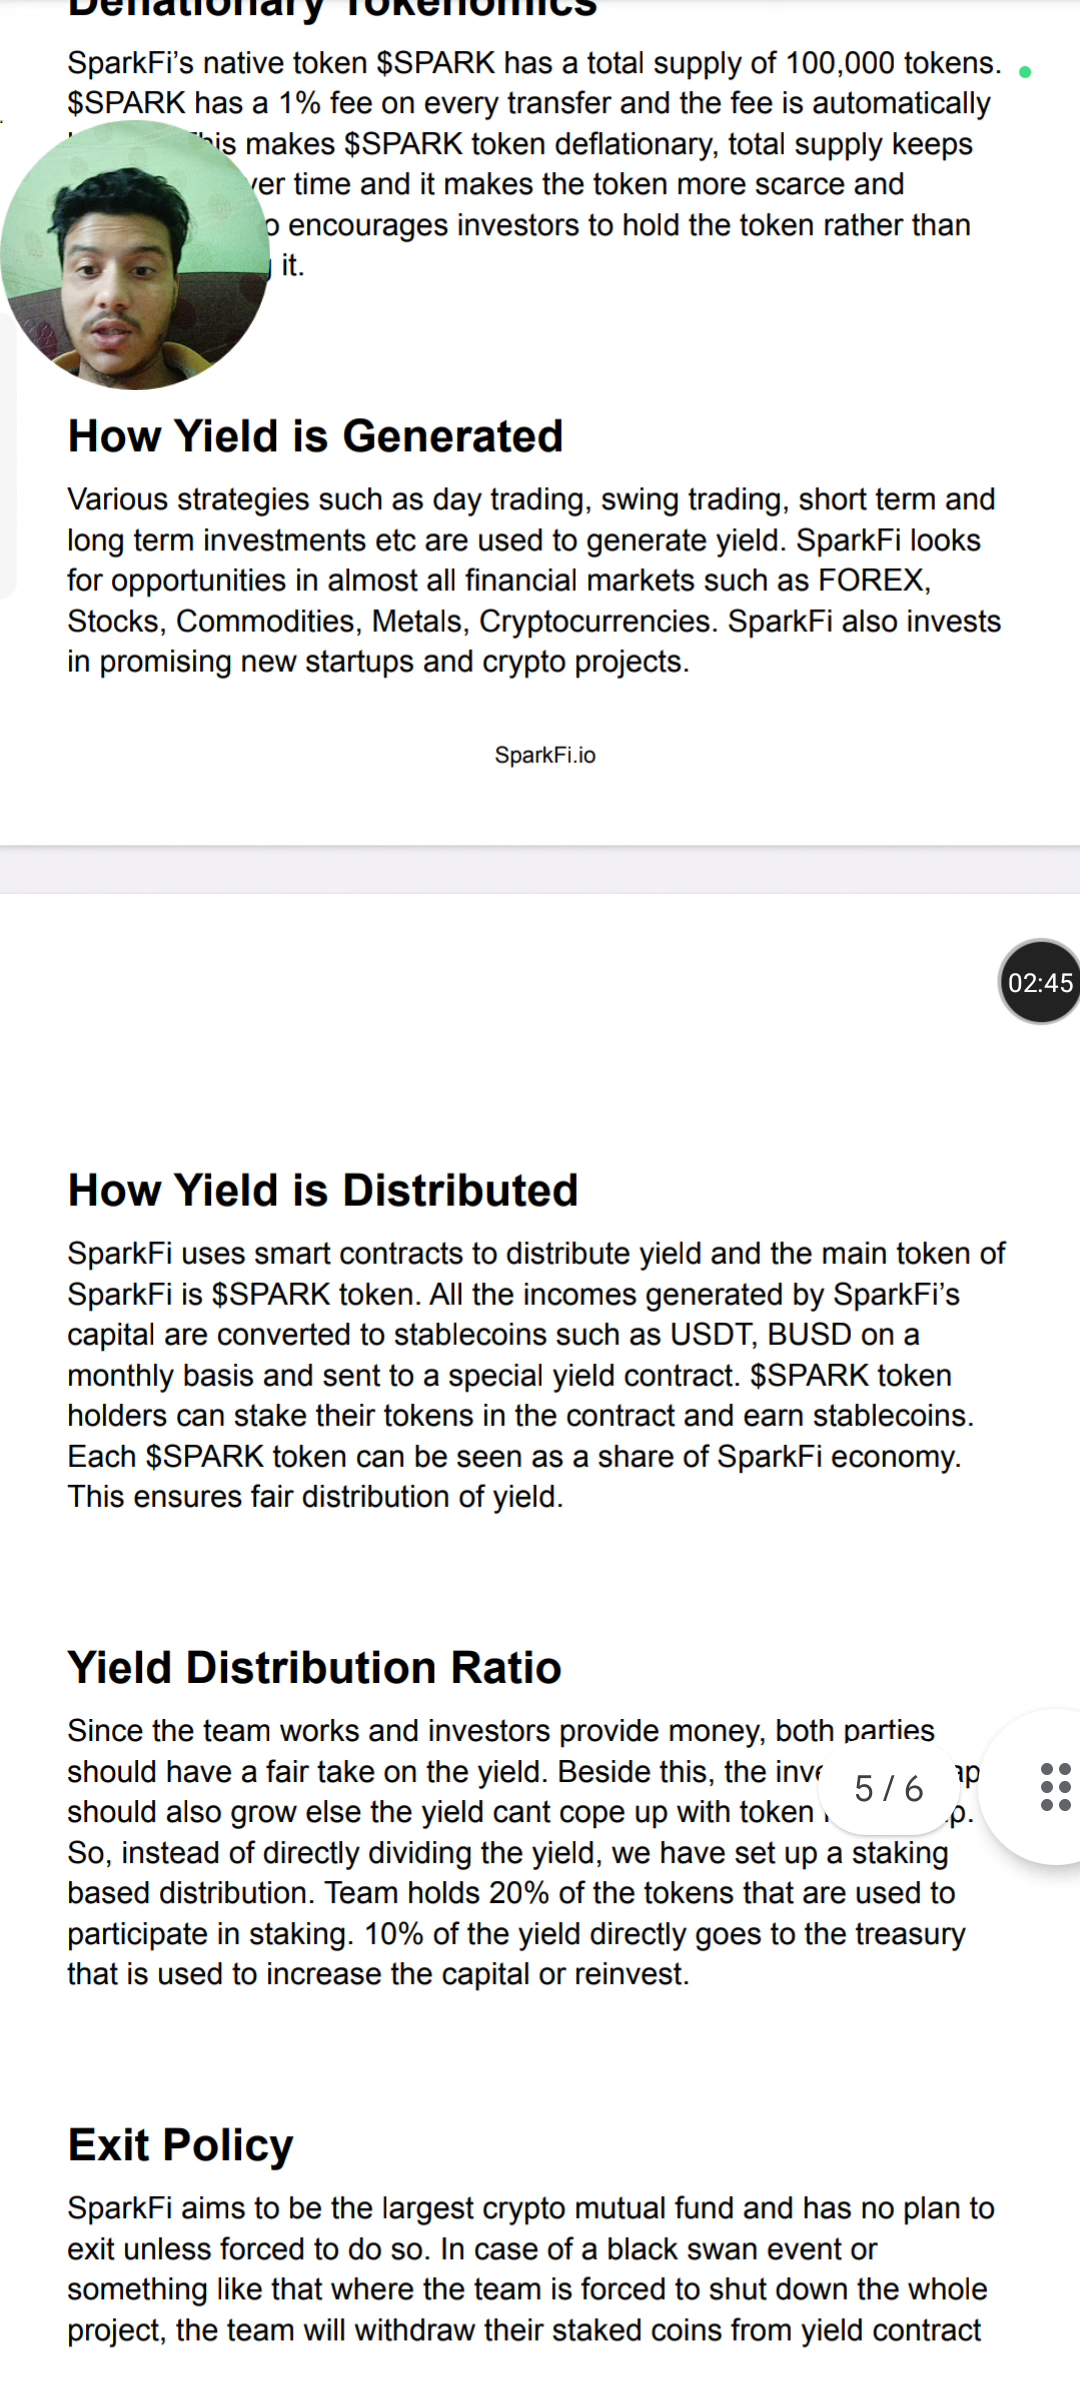 Deflationary Tokenomics
SparkFi’s native token $SPARK has a total supply of 100,000 tokens.
$SPARK has a 1% fee on every transfer and the fee is automatically
makes $SPARK token deflationary, total supply keeps
time and it makes the token more scarce and
encourages investors to hold the token rather than
it.
How Yield is Generated
Various strategies such as day trading, swing trading, short term and
long term investments etc are used to generate yield. SparkFi looks
for opportunities in almost all financial markets such as FOREX,
Stocks, Commodities, Metals, Cryptocurrencies. SparkFi also invests
in promising new startups and crypto projects.
SparkFi.io
02:45
How Yield is Distributed
SparkFi uses smart contracts to distribute yield and the main token of
SparkFi is $SPARK token. All the incomes generated by SparkFi’s
capital are converted to stablecoins such as USDT, BUSD on a
monthly basis and sent to a special yield contract. $SPARK token
holders can stake their tokens in the contract and earn stablecoins.
Each $SPARK token can be seen as a share of SparkFi economy.
This ensures fair distribution of yield.
Yield Distribution Ratio
Since the team works and investors provide money, both parties
should have a fair take on the yield. Beside this, the
5 / 6
should also grow else the yield cant cope up with token
So, instead of directly dividing the yield, we have set up a staking
based distribution. Team holds 20% of the tokens that are used to
participate in staking. 10% of the yield directly goes to the treasury
that is used to increase the capital or reinvest.
Exit Policy
SparkFi aims to be the largest crypto mutual fund and has no plan to
exit unless forced to do so. In case of a black swan event or
something like that where the team is forced to shut down the whole
project, the team will withdraw their staked coins from yield contract